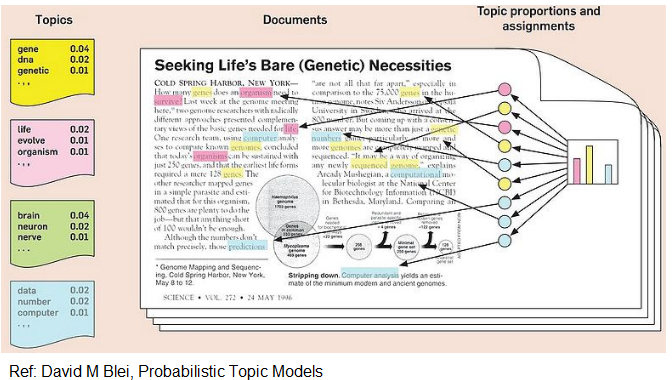 Topics
Documents
Topic proportions and
assignments
gene 0.04
dna 0.02
genetic 0.01
. . .
life 0.02
evolve 0.01
organism 0.01
. . .
brain 0.04
neuron 0.02
nerve 0.01
. . .
data 0.02
number 0.02
computer 0.01
. . .
Seeking Life's Bare (Genetic) Necessities
COLD SPRING HARBOR, NEW YORK—
How many genes does an organism need to
survive? Last week at the genome meeting
here,* two genome researchers with radically
different approaches presented complemen-
tary views of the basic genes needed for life.
One research team, using computer analy-
ses to compare known genomes, concluded
that today's organisms can be sustained with
just 250 genes, and that the earliest life forms
required a mere 128 genes. The
other researcher mapped genes
in a simple parasite and esti-
mated that for this organism,
800 genes are plenty to do the
job—but that anything short
of 100 wouldn't be enough.
Although the numbers don't
match precisely, those predictions
* Genome Mapping and Sequenc-
ing, Cold Spring Harbor, New York,
May 8 to 12.
"are not all that far apart," especially in
comparison to the 75,000 genes in the hu-
genome, notes Siv Andersson
University in Sweden, arrived at
800 number. But coming up with a
sus answer may be more than just a genetic
numbers particularly more and
more genomes are completely mapped and
sequenced. "It may be a way of organizing
any newly sequenced genome," explains
Arcady Mushegian, a computational mo-
lecular biologist at the National Center
for Biotechnology Information (NCBI)
in Bethesda, Maryland. Comparing an
Haemophilus
genome
1703 genes
Mycoplasma
genome
469 genes
Stripping down. Computer analysis yields an esti-
mate of the minimum modern and ancient genomes.
SCIENCE • VOL. 272 • 24 MAY 1996
Ref: David M Blei, Probabilistic Topic Models